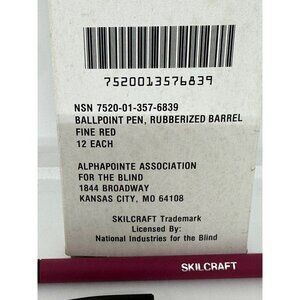 7520013576839
NSN 7520-01-357-6839
BALLPOINT PEN, RUBBERIZED BARREL
FINE RED
12 EACH
ALPHAPOINTE ASSOCIATION
FOR THE BLIND
1844 BROADWAY
KANSAS CITY, MO 64108
SKILCRAFT Trademark
Licensed By:
National Industries for the Blind
SKILCRAFT